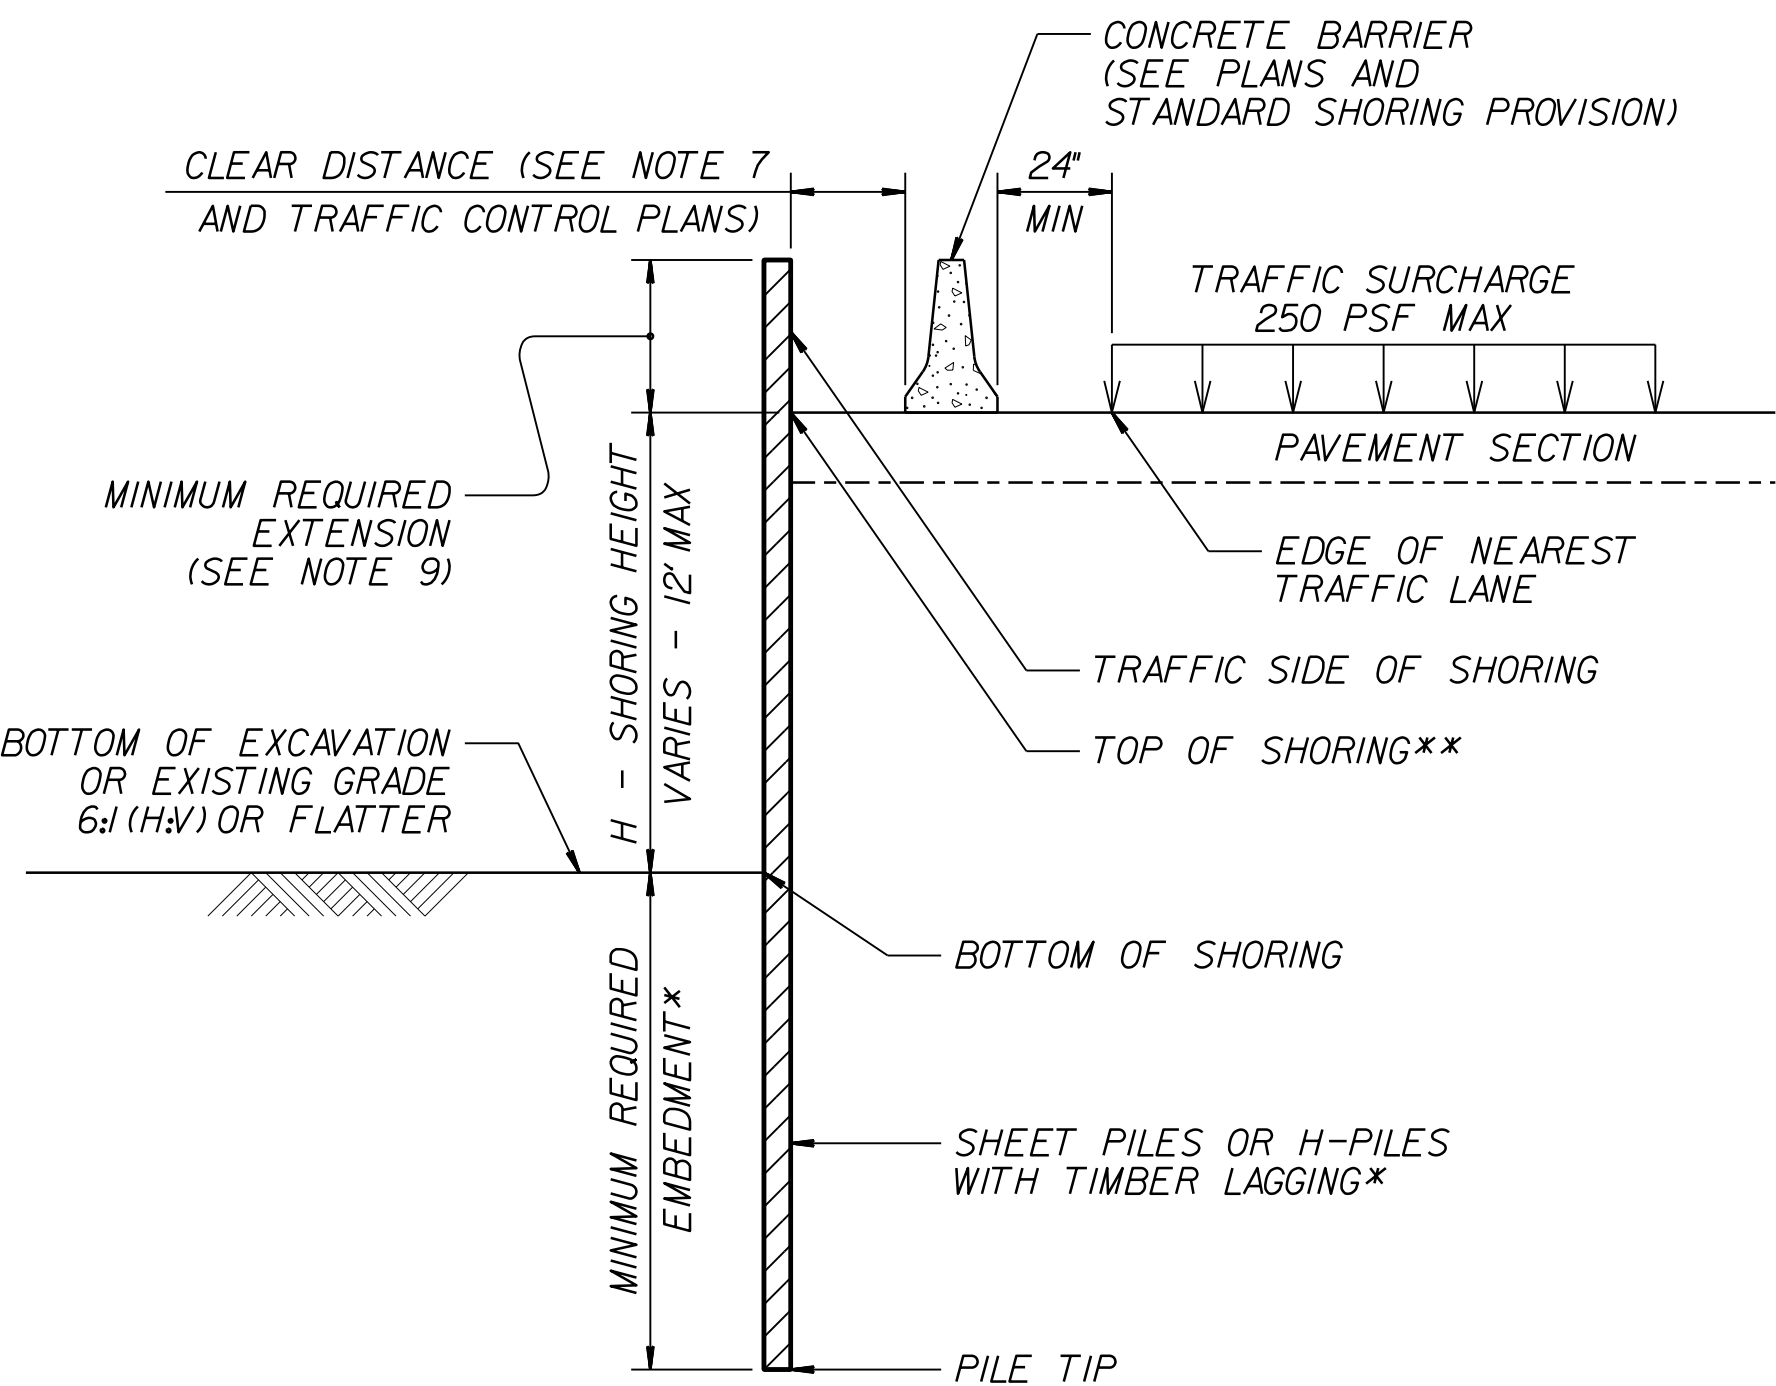 CONCRETE BARRIER
(SEE PLANS AND
STANDARD SHORING PROVISION)
CLEAR DISTANCE (SEE NOTE 7
AND TRAFFIC CONTROL PLANS)
24"
MIN
TRAFFIC SURCHARGE
250 PSF MAX
PAVEMENT SECTION
MINIMUM REQUIRED
EXTENSION
(SEE NOTE 9)
H - SHORING HEIGHT
VARIES - 12' MAX
EDGE OF NEAREST
TRAFFIC LANE
TRAFFIC SIDE OF SHORING
TOP OF SHORING**
BOTTOM OF EXCAVATION
OR EXISTING GRADE
6:1 (H:V) OR FLATTER
BOTTOM OF SHORING
MINIMUM REQUIRED
EMBEDMENT*
SHEET PILES OR H-PILES
WITH TIMBER LAGGING*
PILE TIP